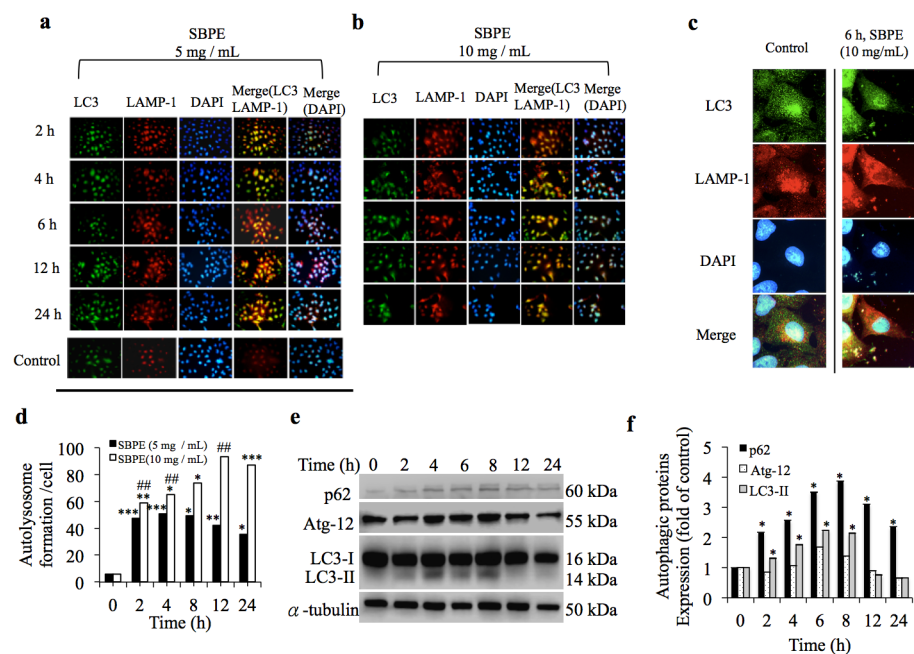 a
SBPE
5 mg / mL
LC3 LAMP-1 DAPI Merge(LC3 LAMP-1) Merge (DAPI)
2 h
4 h
6 h
12 h
24 h
Control
b
SBPE
10 mg / mL
LC3 LAMP-1 DAPI Merge(LC3 LAMP-1) Merge (DAPI)
c
Control
6 h, SBPE
(10 mg/mL)
LC3
LAMP-1
DAPI
Merge
d
Autolysosome
formation /cell
100
80
60
40
20
0
SBPE (5 mg / mL)
SBPE(10 mg / mL)
*** ## ** *** ## * * * ** ## * ***
0 2 4 8 12 24
Time (h)
e
Time (h) 0 2 4 6 8 12 24
p62 60 kDa
Atg-12 55 kDa
LC3-I 16 kDa
LC3-II 14 kDa
α-tubulin 50 kDa
f
Autophagic proteins
Expression (fold of control)
5
4
3
2
1
0
p62
Atg-12
LC3-II
* * * * * * * * * *
0 2 4 6 8 12 24
Time (h)